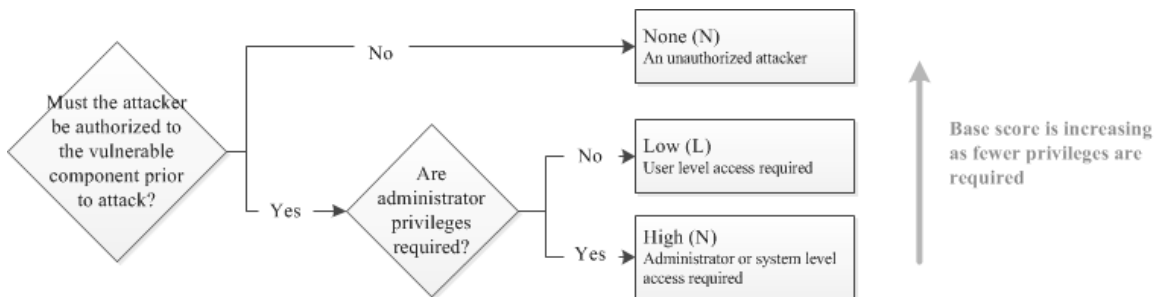 Must the attacker
be authorized to
the vulnerable
component prior
to attack?
No
Yes
Are
administrator
privileges
required?
No
Yes
None (N)
An unauthorized attacker
Low (L)
User level access required
High (N)
Administrator or system level
access required
Base score is increasing
as fewer privileges are
required